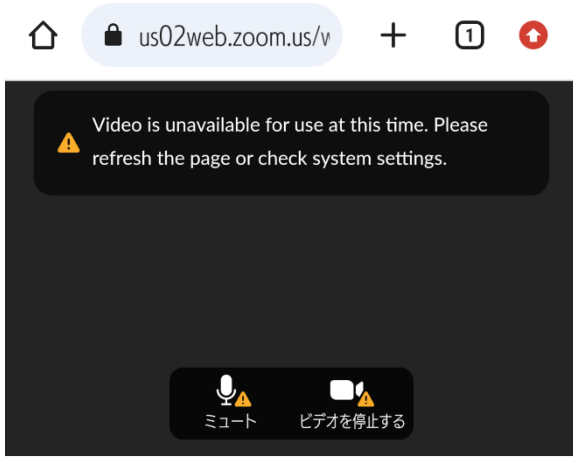 us02web.zoom.us/w
1
Video is unavailable for use at this time. Please
refresh the page or check system settings.
ミュート ビデオを停止する